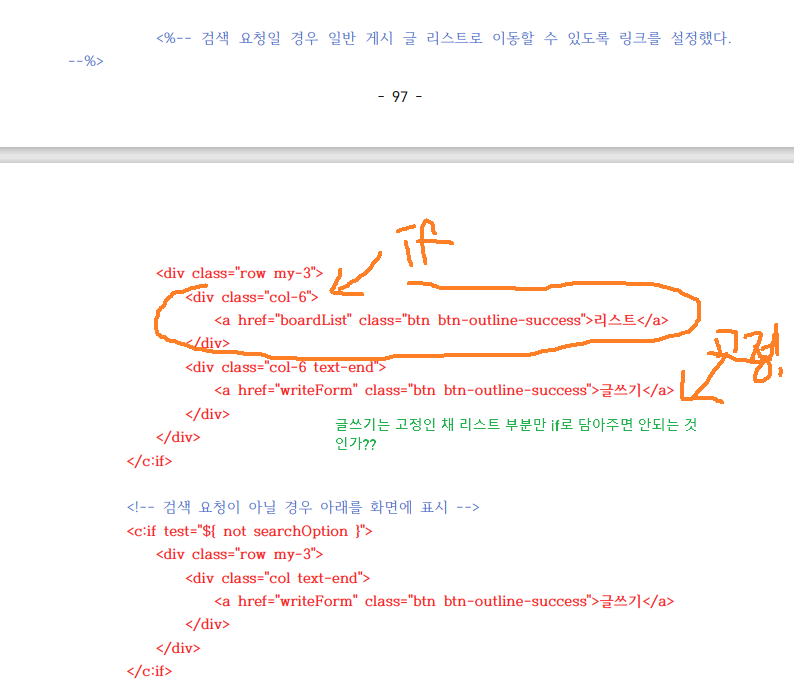 <%-- 검색 요청일 경우 일반 게시 글 리스트로 이동할 수 있도록 링크를 설정했다.
--%>
- 97 -
if
<div class="row my-3">
<div class="col-6">
<a href="boardList" class="btn btn-outline-success">리스트</a>
</div>
고정!
<div class="col-6 text-end">
<a href="writeForm" class="btn btn-outline-success">글쓰기</a>
</div>
글쓰기는 고정인 채 리스트 부분만 if로 담아주면 안되는 것
인가??
</div>
</c:if>
<!-- 검색 요청이 아닐 경우 아래를 화면에 표시 -->
<c:if test="${ not searchOption }">
<div class="row my-3">
<div class="col text-end">
<a href="writeForm" class="btn btn-outline-success">글쓰기</a>
</div>
</div>
</c:if>